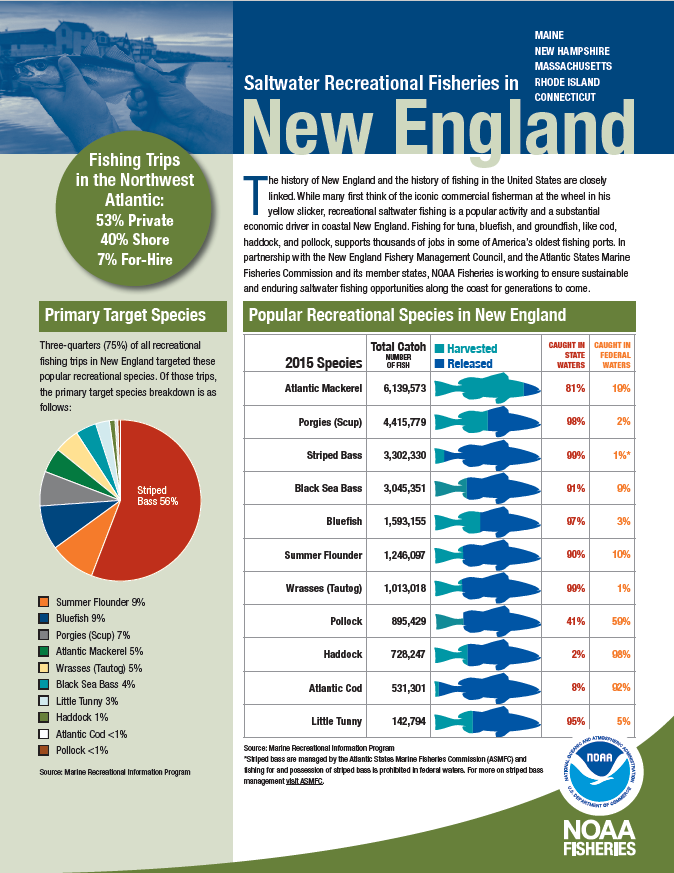 MAINE
NEW HAMPSHIRE
MASSACHUSETTS
RHODE ISLAND
CONNECTICUT
Saltwater Recreational Fisheries in
New England
Fishing Trips
in the Northwest
Atlantic:
53% Private
40% Shore
7% For-Hire
The history of New England and the history of fishing in the United States are closely
linked. While many first think of the iconic commercial fisherman at the wheel in his
yellow slicker, recreational saltwater fishing is a popular activity and a substantial
economic driver in coastal New England. Fishing for tuna, bluefish, and groundfish, like cod,
haddock, and pollock, supports thousands of jobs in some of America's oldest fishing ports. In
partnership with the New England Fishery Management Council, and the Atlantic States Marine
Fisheries Commission and its member states, NOAA Fisheries is working to ensure sustainable
and enduring saltwater fishing opportunities along the coast for generations to come.
Primary Target Species
Three-quarters (75%) of all recreational
fishing trips in New England targeted these
popular recreational species. Of those trips,
the primary target species breakdown is as
follows:
Striped
Bass 56%
Summer Flounder 9%
Bluefish 9%
Porgies (Scup) 7%
Atlantic Mackerel 5%
Wrasses (Tautog) 5%
Black Sea Bass 4%
Little Tunny 3%
Haddock 1%
Atlantic Cod <1%
Pollock <1%
Source: Marine Recreational Information Program
Popular Recreational Species in New England
2015 Species
Total Catch
NUMBER
OF FISH
Harvested
Released
CAUGHT IN
STATE
WATERS
CAUGHT IN
FEDERAL
WATERS
Atlantic Mackerel 6,139,573 81% 19%
Porgies (Scup) 4,415,779 98% 2%
Striped Bass 3,302,330 99% 1%*
Black Sea Bass 3,045,351 91% 9%
Bluefish 1,593,155 97% 3%
Summer Flounder 1,246,097 90% 10%
Wrasses (Tautog) 1,013,018 99% 1%
Pollock 895,429 41% 59%
Haddock 728,247 2% 98%
Atlantic Cod 531,301 8% 92%
Little Tunny 142,794 95% 5%
Source: Marine Recreational Information Program
*Striped bass are managed by the Atlantic States Marine Fisheries Commission (ASMFC) and
fishing for and possession of striped bass is prohibited in federal waters. For more on striped bass
management visit ASMFC.
NATIONAL OCEANIC AND ATMOSPHERIC ADMINISTRATION
NOAA
U.S. DEPARTMENT OF COMMERCE
NOAA
FISHERIES